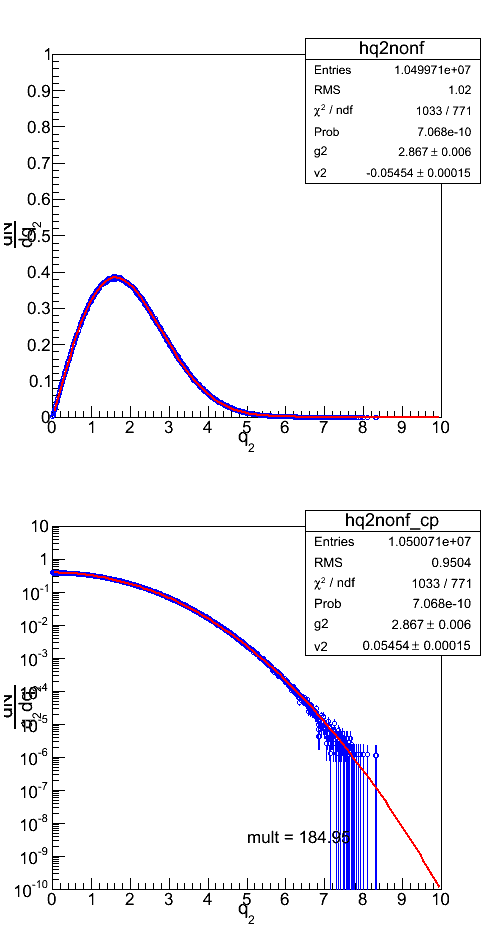 hq2nonf
Entries 1.049971e+07
RMS 1.02
χ² / ndf 1033 / 771
Prob 7.068e-10
g2 2.867 ± 0.006
v2 -0.05454 ± 0.00015
1
0.9
0.8
0.7
0.6
0.5
0.4
0.3
0.2
0.1
0
dN
dq₂
0 1 2 3 4 5 6 7 8 9 10
q₂
hq2nonf_cp
Entries 1.050071e+07
RMS 0.9504
χ² / ndf 1033 / 771
Prob 7.068e-10
g2 2.867 ± 0.006
v2 0.05454 ± 0.00015
10
1
10⁻¹
10⁻²
10⁻³
10⁻⁴
10⁻⁵
10⁻⁶
10⁻⁷
10⁻⁸
10⁻⁹
10⁻¹⁰
dN
mult = 184.96
0 1 2 3 4 5 6 7 8 9 10
q₂